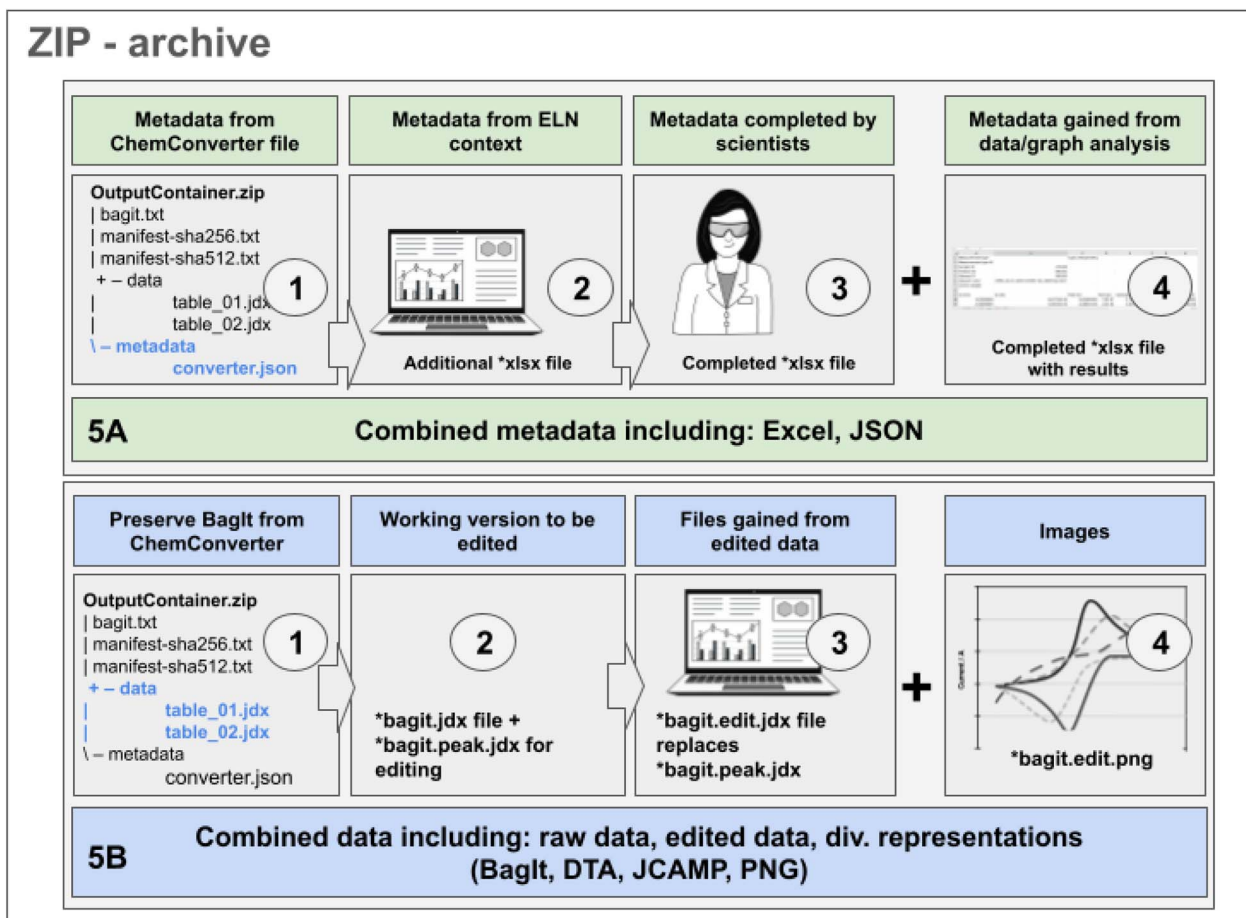 ZIP - archive
Metadata from
ChemConverter file
Metadata from ELN
context
Metadata completed by
scientists
Metadata gained from
data/graph analysis
OutputContainer.zip
| bagit.txt
| manifest-sha256.txt
| manifest-sha512.txt
+ – data
| table_01.jdx
| table_02.jdx
\ – metadata
converter.json
1
2
Additional *xlsx file
3
Completed *xlsx file
+
4
Completed *xlsx file
with results
5A
Combined metadata including: Excel, JSON
Preserve BagIt from
ChemConverter
Working version to be
edited
Files gained from
edited data
Images
OutputContainer.zip
| bagit.txt
| manifest-sha256.txt
| manifest-sha512.txt
+ – data
| table_01.jdx
| table_02.jdx
\ – metadata
converter.json
1
2
*bagit.jdx file +
*bagit.peak.jdx for
editing
3
*bagit.edit.jdx file
replaces
*bagit.peak.jdx
+
4
Current / A
*bagit.edit.png
5B
Combined data including: raw data, edited data, div. representations
(BagIt, DTA, JCAMP, PNG)